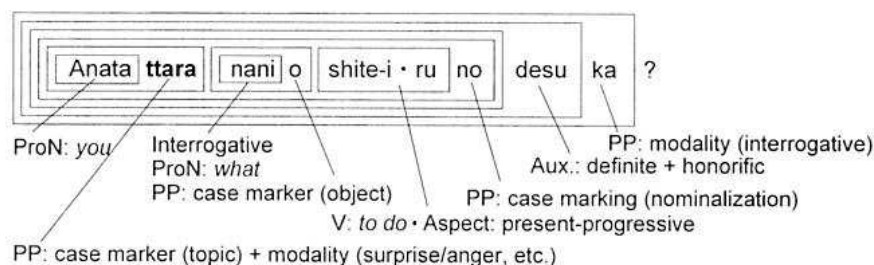 Anata ttara nani o shite-i・ru no desu ka ?
PP: modality (interrogative)
ProN: you Interrogative Aux.: definite + honorific
ProN: what
PP: case marker (object) PP: case marking (nominalization)
V: to do・Aspect: present-progressive
PP: case marker (topic) + modality (surprise/anger, etc.)